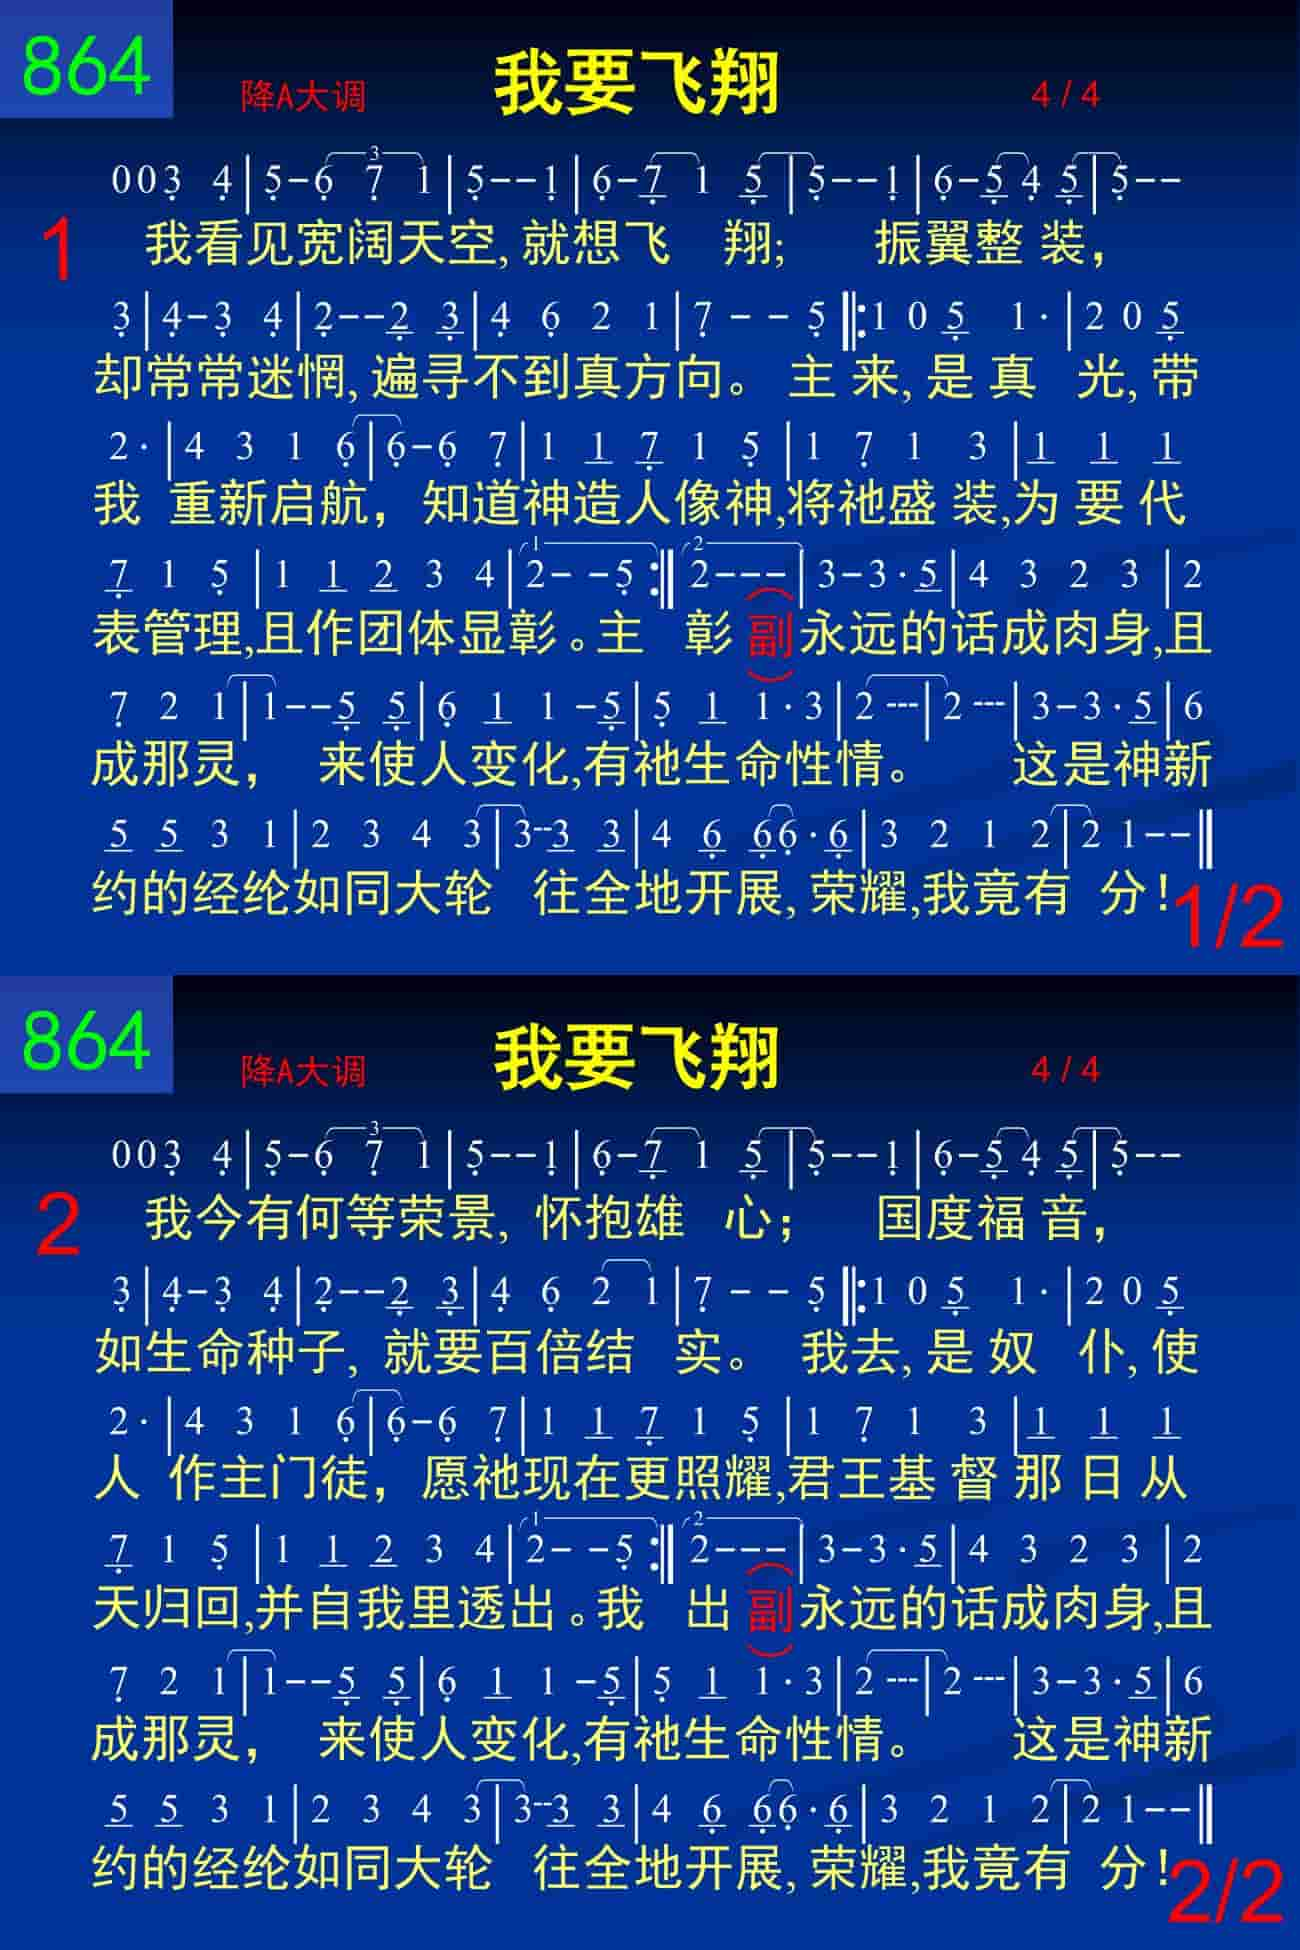 864
降A大调 我要飞翔 4 / 4
3
0 0 3 4 | 5 - 6 7 1 | 5 - - 1 | 6 - 7 1 5 | 5 - - 1 | 6 - 5 4 5 | 5 - -
1 我看见宽阔天空, 就想飞 翔; 振翼整 装，
3 | 4 - 3 4 | 2 - - 2 3 | 4 6 2 1 | 7 - - 5 ‖: 1 0 5 1 · | 2 0 5
却常常迷惘, 遍寻不到真方向。 主 来, 是 真 光, 带
2 · | 4 3 1 6 | 6 - 6 7 | 1 1 7 1 5 | 1 7 1 3 | 1 1 1
我 重新启航，知道神造人像神,将祂盛 装,为 要 代
1 2
7 1 5 | 1 1 2 3 4 | 2 - - 5 :‖ 2 - - - | 3 - 3 · 5 | 4 3 2 3 | 2
表管理,且作团体显彰。主 彰（副）永远的话成肉身,且
7 2 1 | 1 - - 5 5 | 6 1 1 - 5 | 5 1 1 · 3 | 2 --- | 2 --- | 3 - 3 · 5 | 6
成那灵， 来使人变化,有祂生命性情。 这是神新
5 5 3 1 | 2 3 4 3 | 3 -- 3 3 | 4 6 6 6 · 6 | 3 2 1 2 | 2 1 - - ‖
约的经纶如同大轮 往全地开展, 荣耀,我竟有 分!
1/2
864
降A大调 我要飞翔 4 / 4
3
0 0 3 4 | 5 - 6 7 1 | 5 - - 1 | 6 - 7 1 5 | 5 - - 1 | 6 - 5 4 5 | 5 - -
2 我今有何等荣景, 怀抱雄 心； 国度福 音，
3 | 4 - 3 4 | 2 - - 2 3 | 4 6 2 1 | 7 - - 5 ‖: 1 0 5 1 · | 2 0 5
如生命种子, 就要百倍结 实。 我去, 是 奴 仆, 使
2 · | 4 3 1 6 | 6 - 6 7 | 1 1 7 1 5 | 1 7 1 3 | 1 1 1
人 作主门徒，愿祂现在更照耀,君王基 督 那 日 从
1 2
7 1 5 | 1 1 2 3 4 | 2 - - 5 :‖ 2 - - - | 3 - 3 · 5 | 4 3 2 3 | 2
天归回,并自我里透出。我 出（副）永远的话成肉身,且
7 2 1 | 1 - - 5 5 | 6 1 1 - 5 | 5 1 1 · 3 | 2 --- | 2 --- | 3 - 3 · 5 | 6
成那灵， 来使人变化,有祂生命性情。 这是神新
5 5 3 1 | 2 3 4 3 | 3 -- 3 3 | 4 6 6 6 · 6 | 3 2 1 2 | 2 1 - - ‖
约的经纶如同大轮 往全地开展, 荣耀,我竟有 分!
2/2